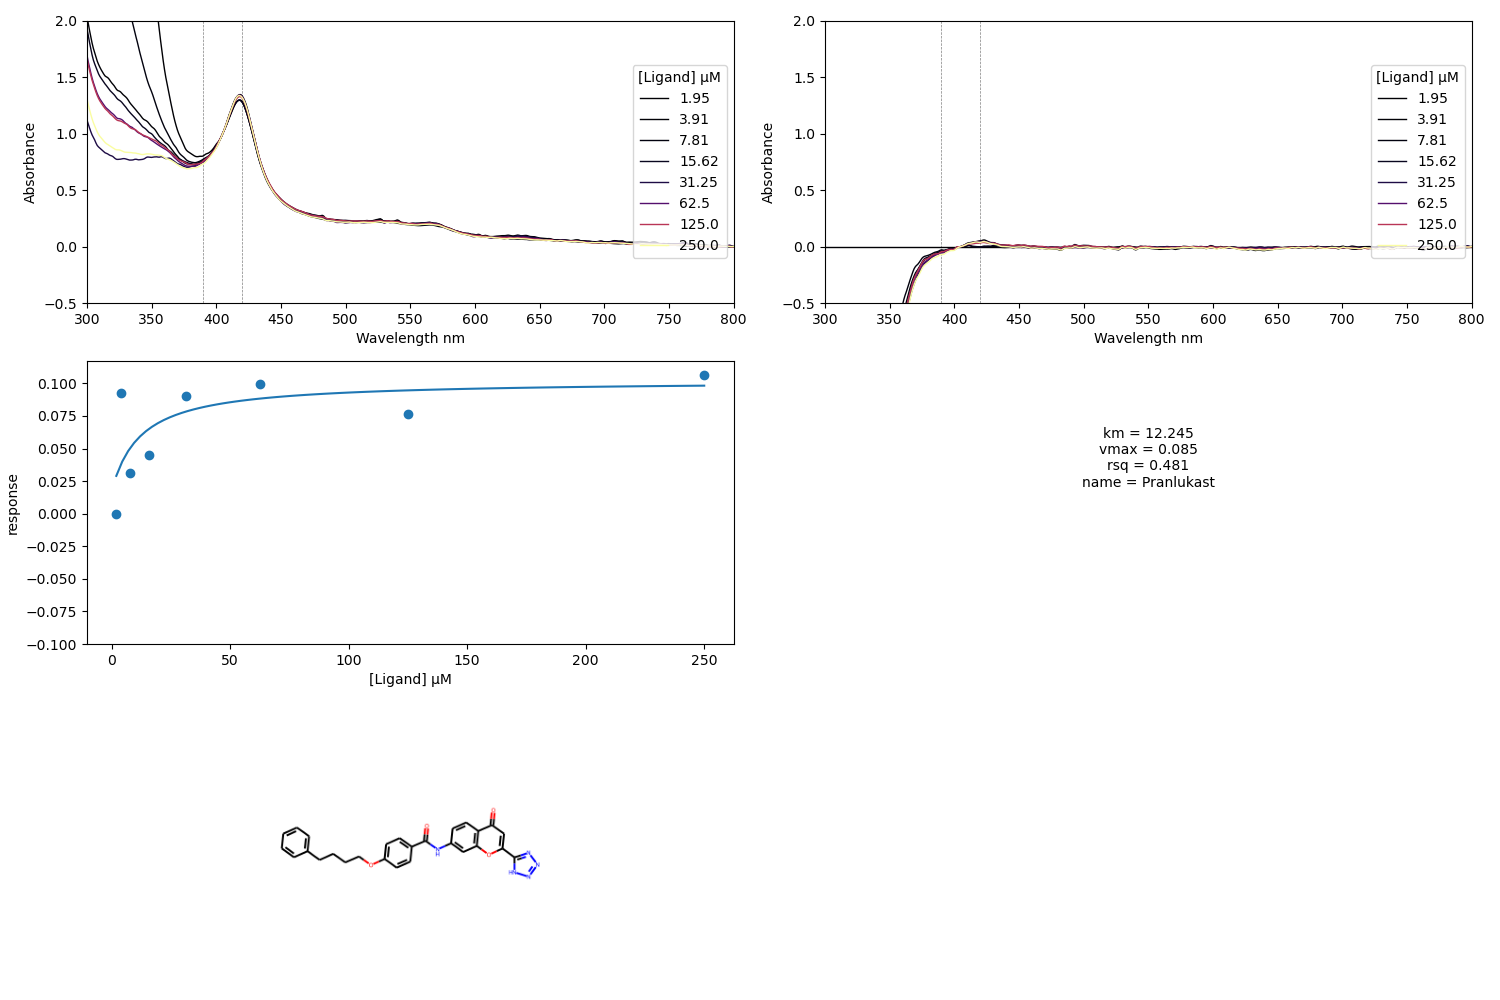 2.0
1.5
1.0
0.5
0.0
−0.5
Absorbance
300 350 400 450 500 550 600 650 700 750 800
Wavelength nm
[Ligand] µM
1.95
3.91
7.81
15.62
31.25
62.5
125.0
250.0
2.0
1.5
1.0
0.5
0.0
−0.5
Absorbance
300 350 400 450 500 550 600 650 700 750 800
Wavelength nm
[Ligand] µM
1.95
3.91
7.81
15.62
31.25
62.5
125.0
250.0
0.100
0.075
0.050
0.025
0.000
−0.025
−0.050
−0.075
−0.100
response
0 50 100 150 200 250
[Ligand] µM
km = 12.245
vmax = 0.085
rsq = 0.481
name = Pranlukast